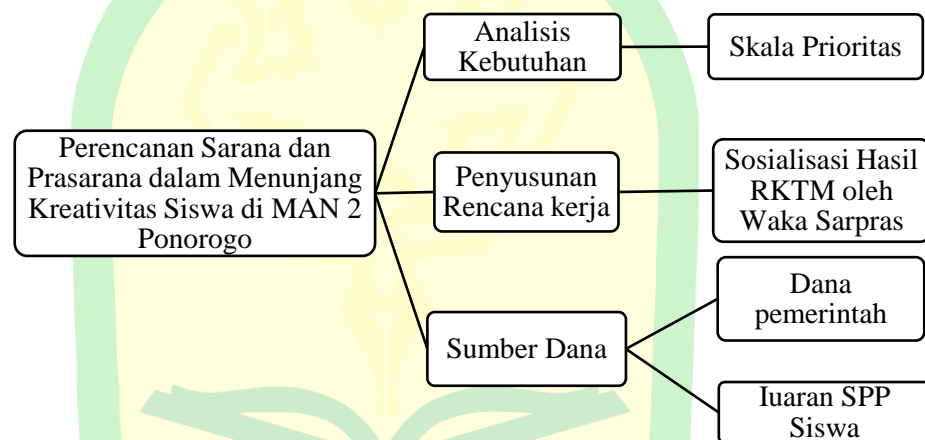 Perencanan Sarana dan
Prasarana dalam Menunjang
Kreativitas Siswa di MAN 2
Ponorogo
Analisis
Kebutuhan
Skala Prioritas
Penyusunan
Rencana kerja
Sosialisasi Hasil
RKTM oleh
Waka Sarpras
Sumber Dana
Dana
pemerintah
Iuaran SPP
Siswa